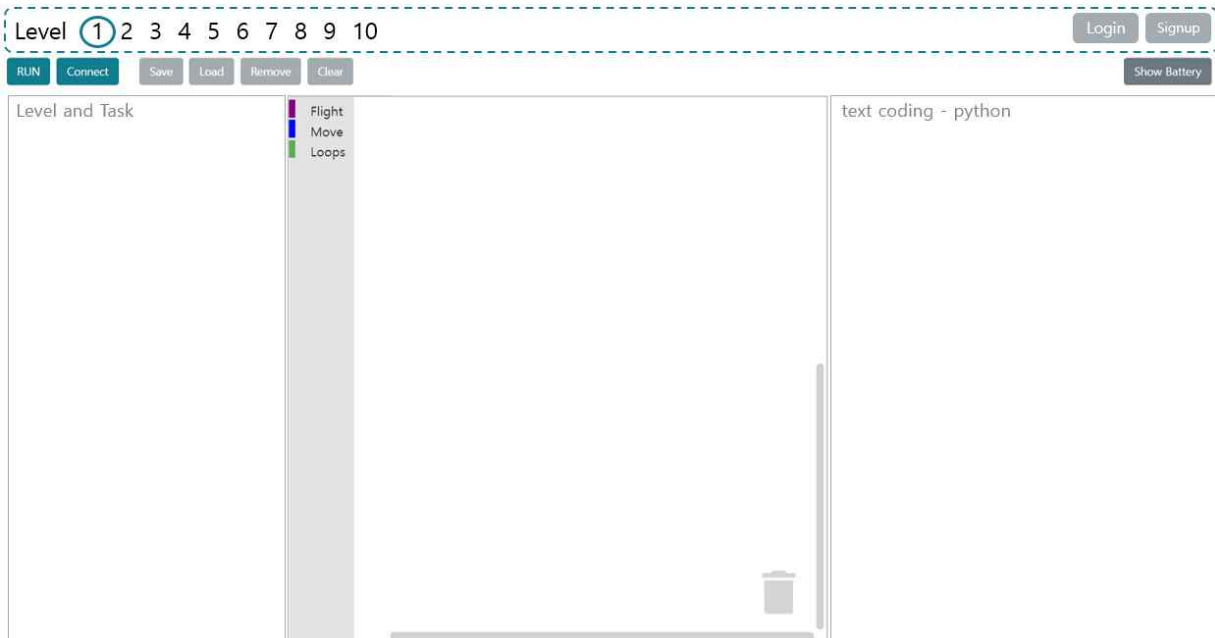 Level 1 2 3 4 5 6 7 8 9 10 Login Signup
RUN Connect Save Load Remove Clear Show Battery
Level and Task
Flight
Move
Loops
text coding - python